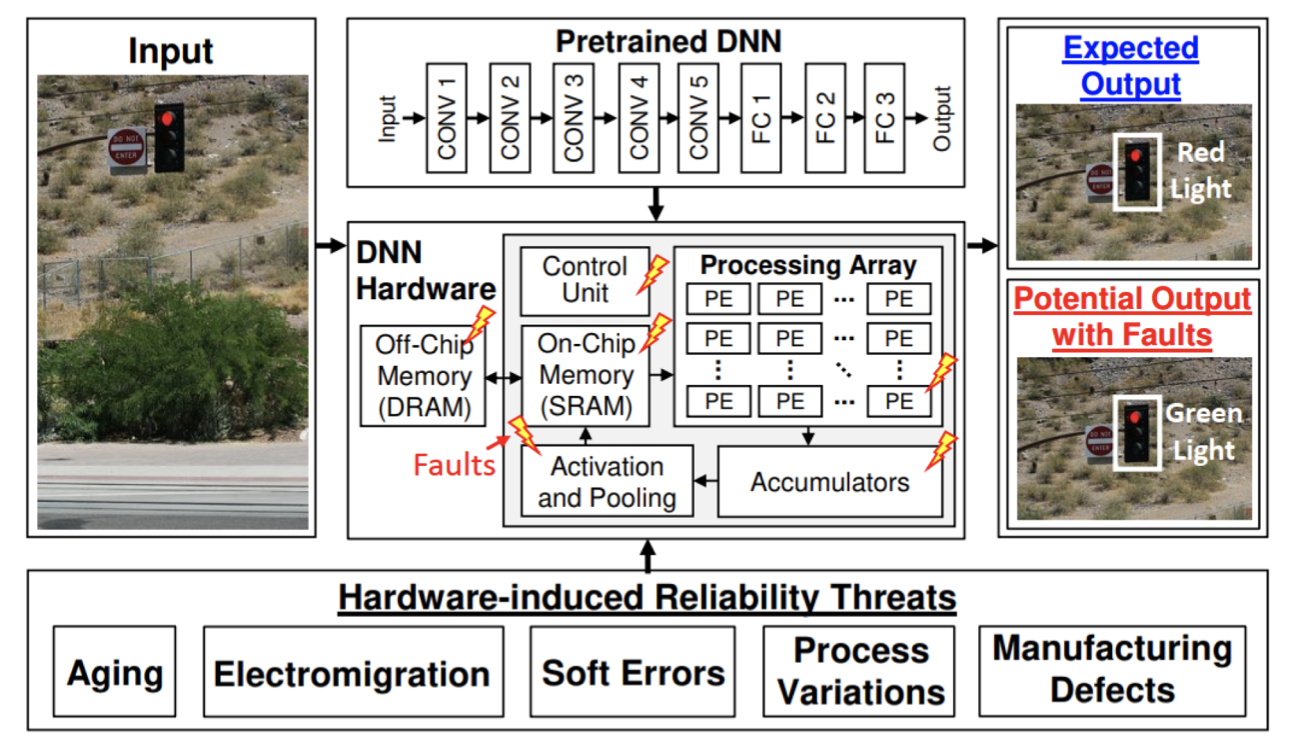 Input
DO NOT
ENTER
Pretrained DNN
Input
CONV 1
CONV 2
CONV 3
CONV 4
CONV 5
FC 1
FC 2
FC 3
Output
DNN
Hardware
Off-Chip
Memory
(DRAM)
Control
Unit
On-Chip
Memory
(SRAM)
Processing Array
PE PE ... PE
PE PE ... PE
PE PE ... PE
Faults
Activation
and Pooling
Accumulators
Expected
Output
DO NOT
ENTER
Red
Light
Potential Output
with Faults
DO NOT
ENTER
Green
Light
Hardware-induced Reliability Threats
Aging
Electromigration
Soft Errors
Process
Variations
Manufacturing
Defects